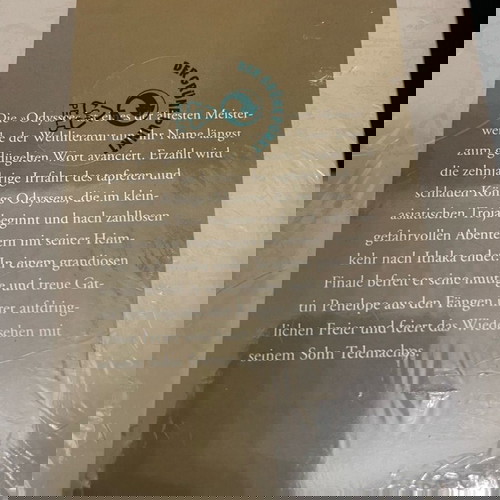 Die »Odyssee« ist eines der ältesten Meister-
werke der Weltliteratur und ihr Name längst
zum geflügelten Wort avanciert. Erzählt wird
die zehnjährige Irrfahrt des tapferen und
schlauen Königs Odysseus, die im klein-
asiatischen Troja beginnt und nach zahllosen
gefahrvollen Abenteuern mit seiner Heim-
kehr nach Ithaka endet. In einem grandiosen
Finale befreit er seine mutige und treue Gat-
tin Penelope aus den Fängen ihrer aufdring-
lichen Freier und feiert das Wiedersehen mit
seinem Sohn Telemachos.